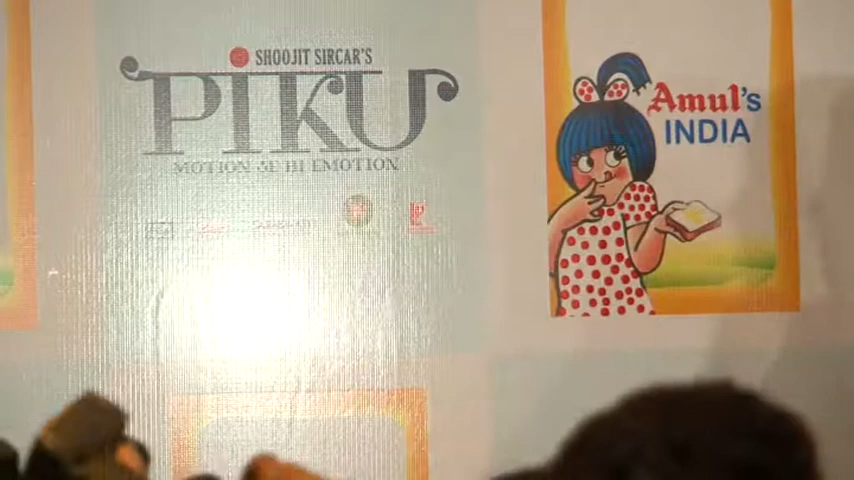 SHOOJIT SIRCAR'S
PIKU
MOTION SE HI EMOTION
Amul's
INDIA